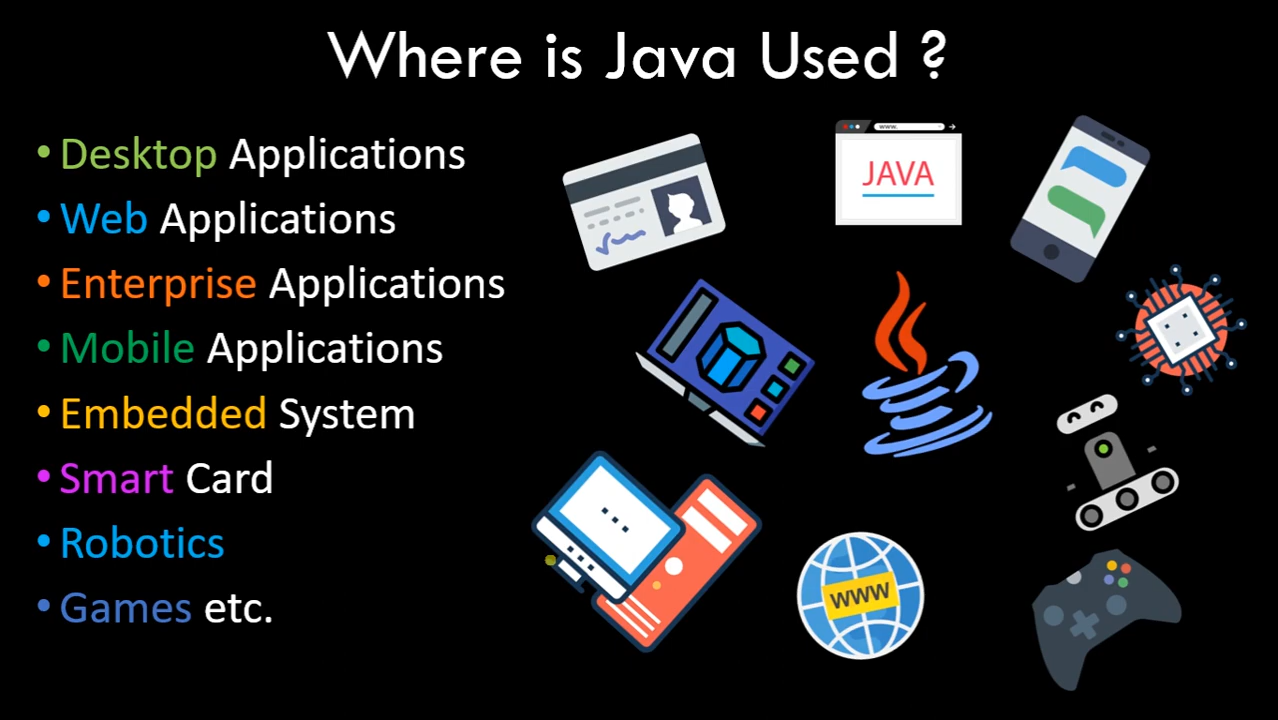 Where is Java Used ?
• Desktop Applications
• Web Applications
• Enterprise Applications
• Mobile Applications
• Embedded System
• Smart Card
• Robotics
• Games etc.
www.
JAVA
WWW